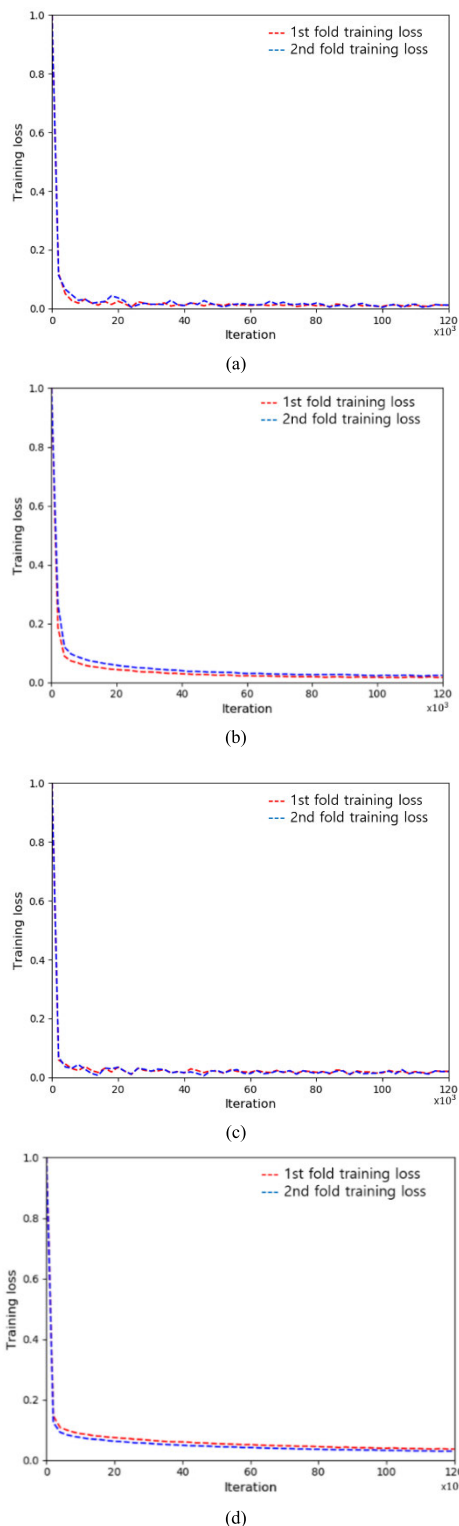 1.0
1st fold training loss
2nd fold training loss
0.8
0.6
Training loss
0.4
0.2
0.0
0 20 40 60 80 100 120
Iteration x10³
(a)
1.0
1st fold training loss
2nd fold training loss
0.8
0.6
Training loss
0.4
0.2
0.0
0 20 40 60 80 100 120
Iteration x10³
(b)
1.0
1st fold training loss
2nd fold training loss
0.8
0.6
Training loss
0.4
0.2
0.0
0 20 40 60 80 100 120
Iteration x10³
(c)
1.0
1st fold training loss
2nd fold training loss
0.8
0.6
Training loss
0.4
0.2
0.0
0 20 40 60 80 100 120
Iteration
(d)